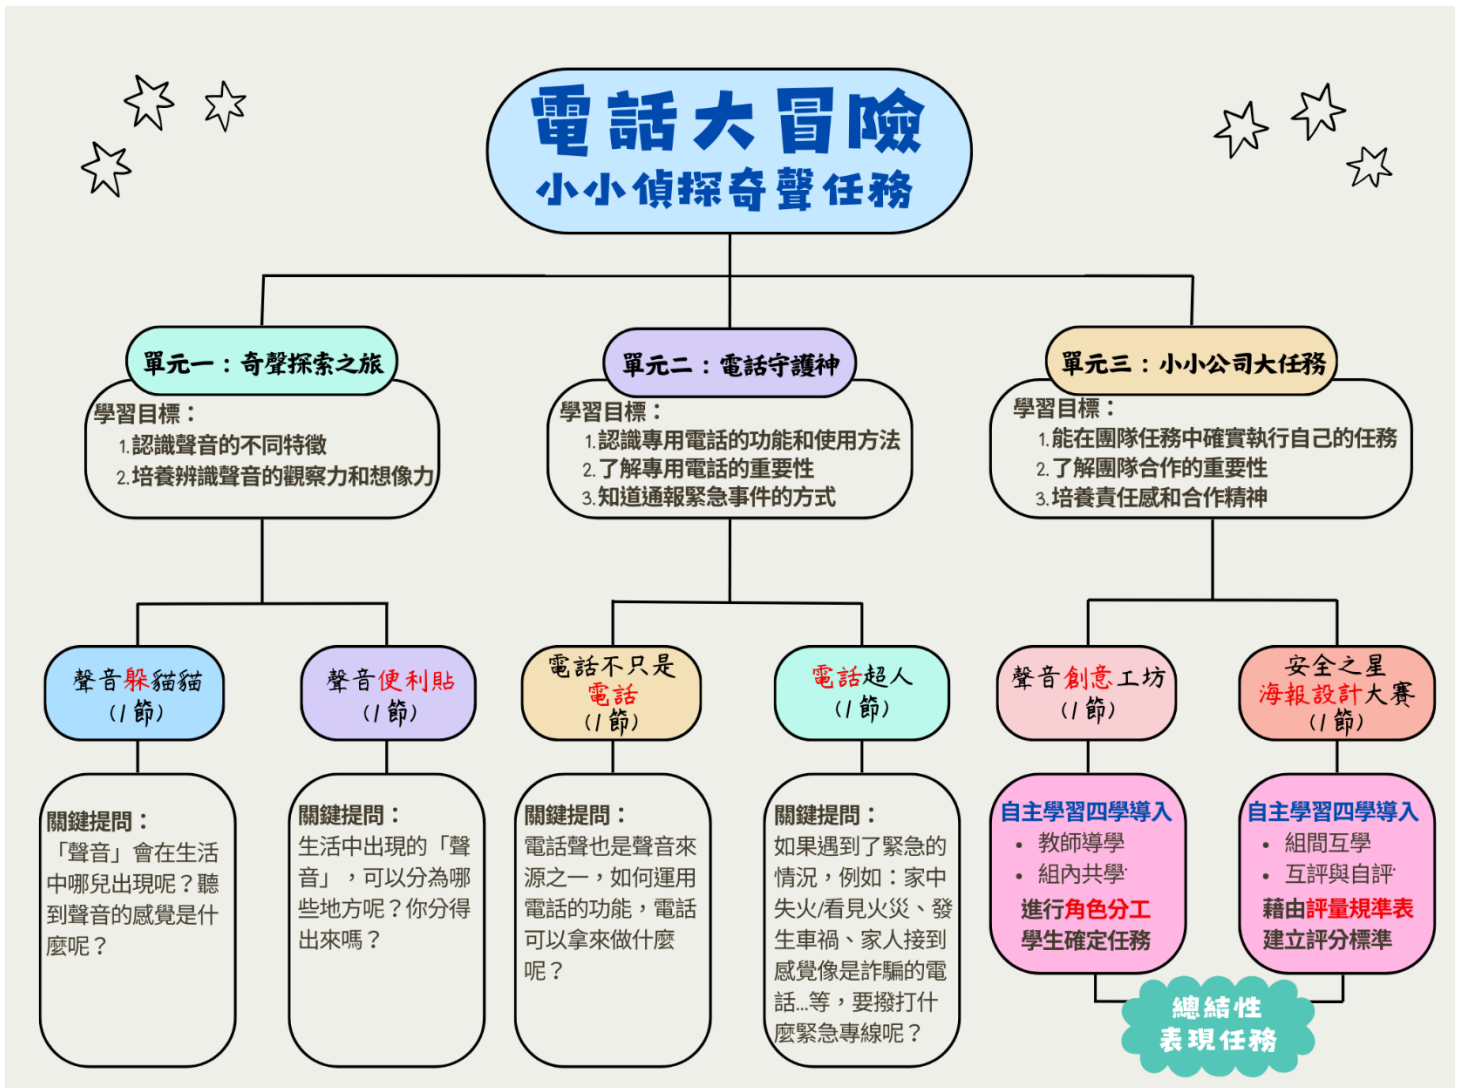 電話大冒險
小小偵探奇聲任務
單元一：奇聲探索之旅
學習目標：
1.認識聲音的不同特徵
2.培養辨識聲音的觀察力和想像力
單元二：電話守護神
學習目標：
1.認識專用電話的功能和使用方法
2.了解專用電話的重要性
3.知道通報緊急事件的方式
單元三：小小公司大任務
學習目標：
1.能在團隊任務中確實執行自己的任務
2.了解團隊合作的重要性
3.培養責任感和合作精神
聲音躲貓貓
(1節)
關鍵提問：
「聲音」會在生活
中哪兒出現呢？聽
到聲音的感覺是什
麼呢？
聲音便利貼
(1節)
關鍵提問：
生活中出現的「聲
音」，可以分為哪
些地方呢？你分得
出來嗎？
電話不只是
電話
(1節)
關鍵提問：
電話聲也是聲音來
源之一，如何運用
電話的功能，電話
可以拿來做什麼
呢？
電話超人
(1節)
關鍵提問：
如果遇到了緊急的
情況，例如：家中
失火/看見火災、發
生車禍、家人接到
感覺像是詐騙的電
話...等，要撥打什
麼緊急專線呢？
聲音創意工坊
(1節)
自主學習四學導入
• 教師導學
• 組內共學
進行角色分工
學生確定任務
安全之星
海報設計大賽
(1節)
自主學習四學導入
• 組間互學
• 互評與自評
藉由評量規準表
建立評分標準
總結性
表現任務